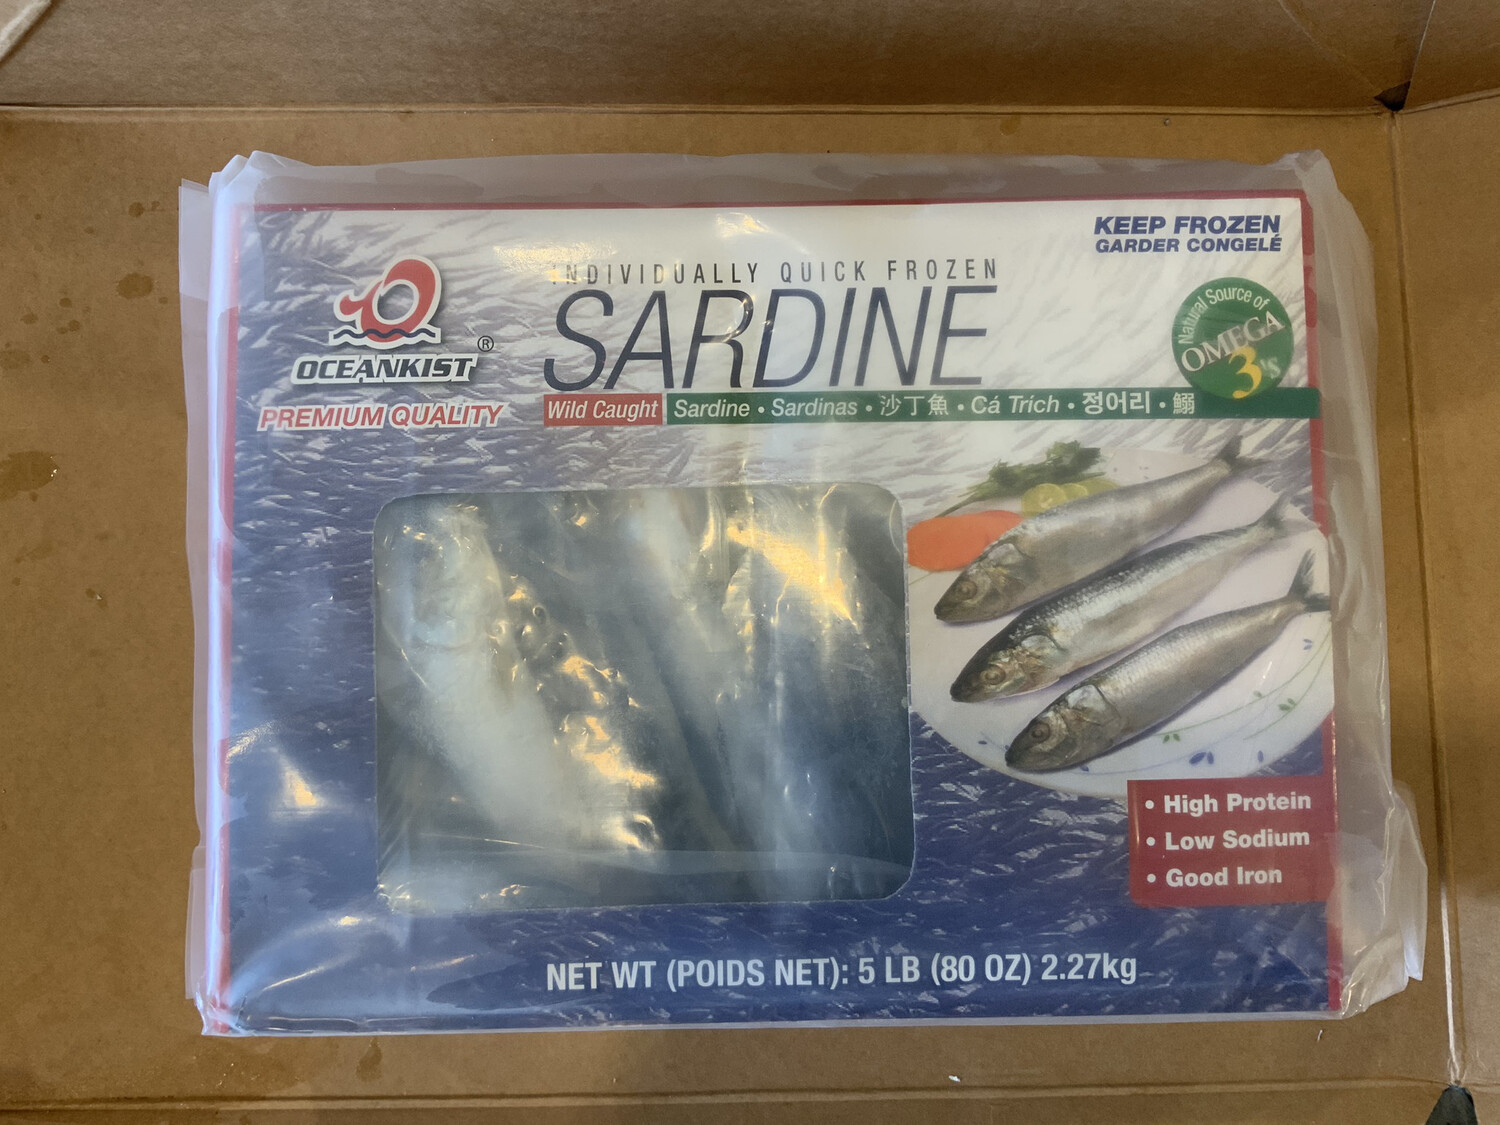 KEEP FROZEN
GARDER CONGELÉ
INDIVIDUALLY QUICK FROZEN
SARDINE
OCEANKIST®
PREMIUM QUALITY
Wild Caught Sardine • Sardinas • 沙丁魚 • Cá Trích • 정어리 • 鰯
Natural Source of
OMEGA
3's
• High Protein
• Low Sodium
• Good Iron
NET WT (POIDS NET): 5 LB (80 OZ) 2.27kg